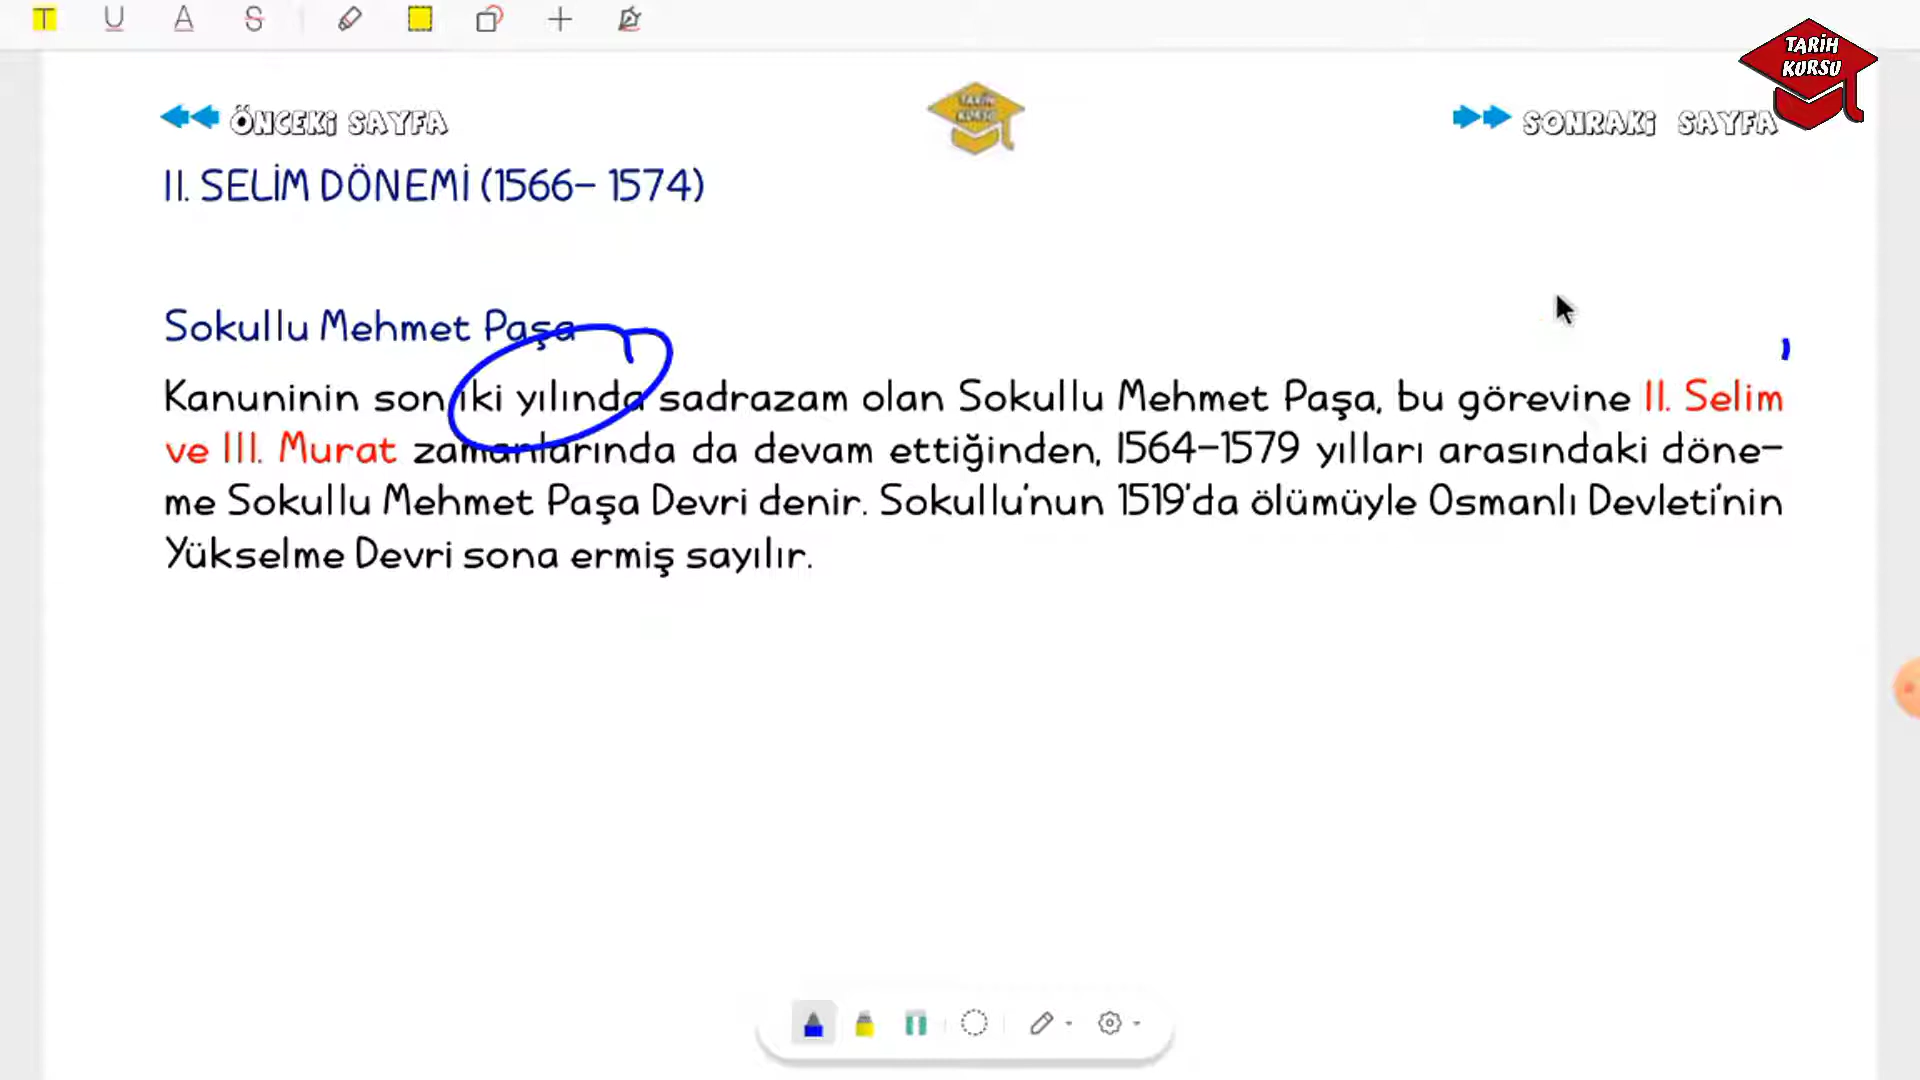 TARİH
KURSU
ÖNCEKİ SAYFA
TARİH
KURSU
SONRAKİ SAYFA
II. SELİM DÖNEMİ (1566- 1574)
Sokullu Mehmet Paşa
Kanuninin son iki yılında sadrazam olan Sokullu Mehmet Paşa, bu görevine II. Selim
ve III. Murat zamanlarında da devam ettiğinden, 1564-1579 yılları arasındaki döne-
me Sokullu Mehmet Paşa Devri denir. Sokullu'nun 1519'da ölümüyle Osmanlı Devleti'nin
Yükselme Devri sona ermiş sayılır.